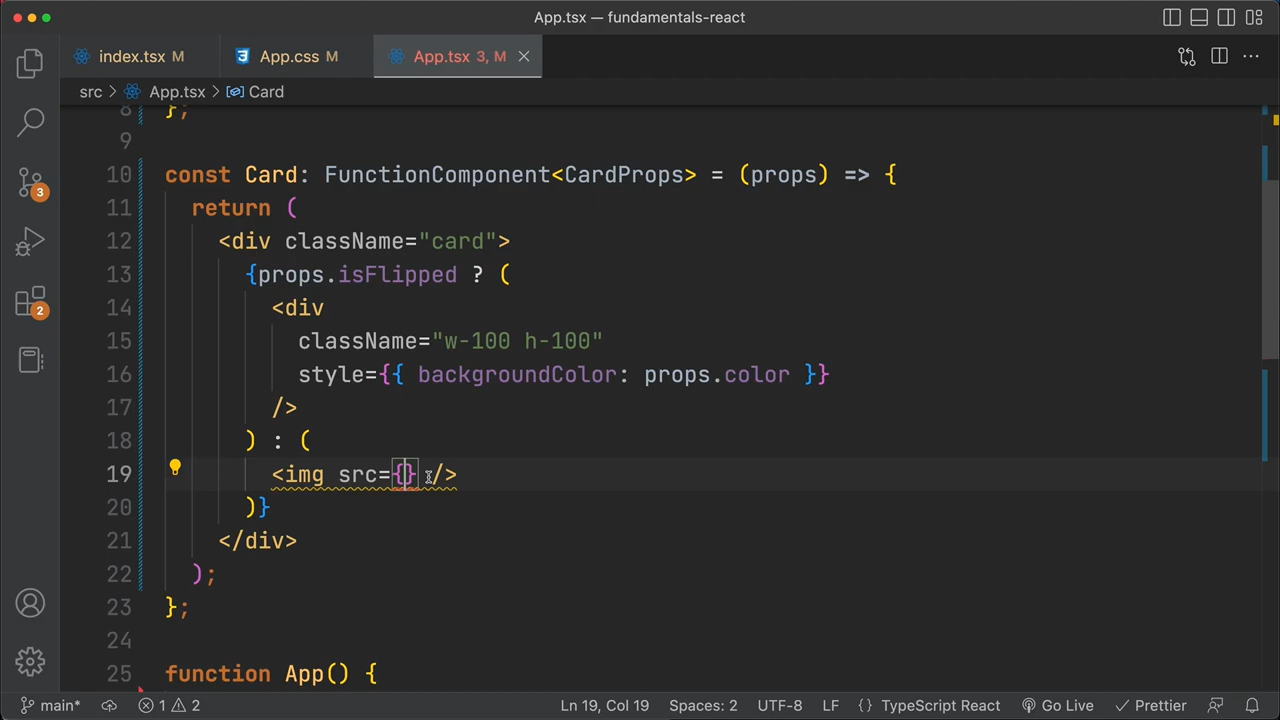 App.tsx — fundamentals-react
index.tsx M
App.css M
App.tsx 3, M
src > App.tsx > Card
8 };
9
10 const Card: FunctionComponent<CardProps> = (props) => {
11 return (
12 <div className="card">
13 {props.isFlipped ? (
14 <div
15 className="w-100 h-100"
16 style={{ backgroundColor: props.color }}
17 />
18 ) : (
19 <img src={} />
20 )}
21 </div>
22 );
23 };
24
25 function App() {
3
2
main* 1 2 Ln 19, Col 19 Spaces: 2 UTF-8 LF {} TypeScript React Go Live Prettier